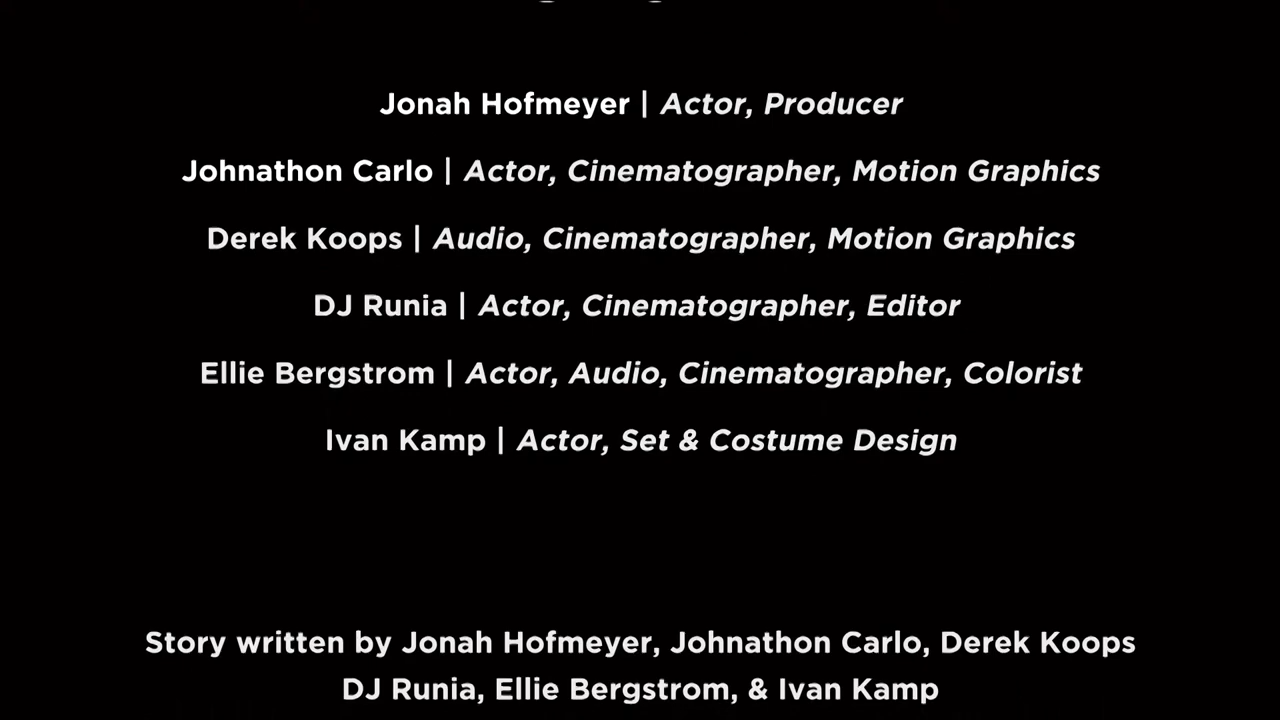 Jonah Hofmeyer | Actor, Producer
Johnathon Carlo | Actor, Cinematographer, Motion Graphics
Derek Koops | Audio, Cinematographer, Motion Graphics
DJ Runia | Actor, Cinematographer, Editor
Ellie Bergstrom | Actor, Audio, Cinematographer, Colorist
Ivan Kamp | Actor, Set & Costume Design
Story written by Jonah Hofmeyer, Johnathon Carlo, Derek Koops
DJ Runia, Ellie Bergstrom, & Ivan Kamp